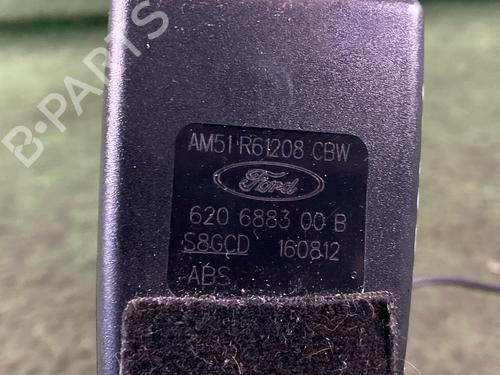 B-PARTS
AM51 R61208 CBW
Ford
620 6883 00 B
S8GCD 160812
ABS